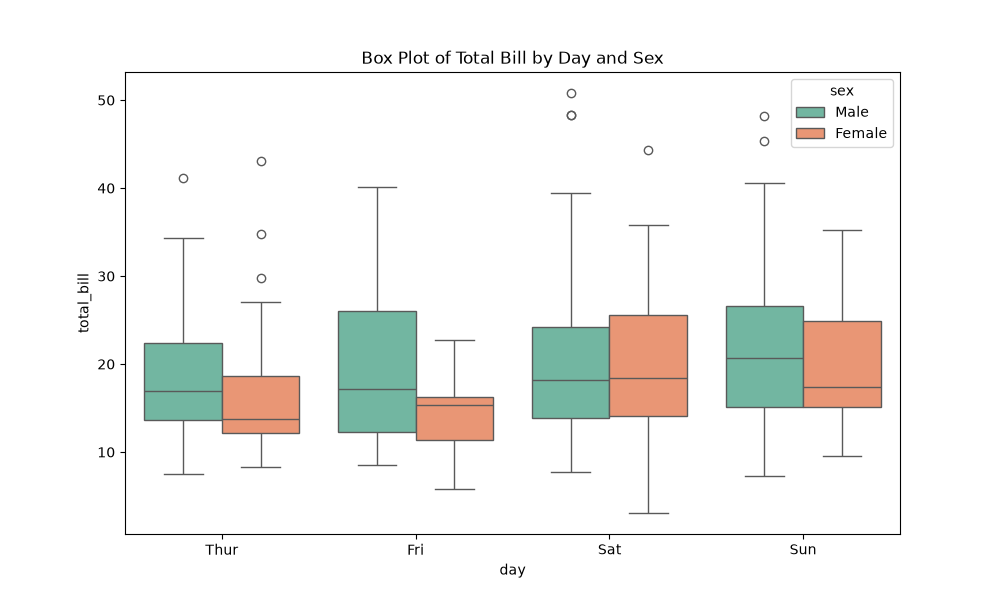 Box Plot of Total Bill by Day and Sex
sex
Male
Female
50
40
30
20
10
total_bill
Thur Fri Sat Sun
day